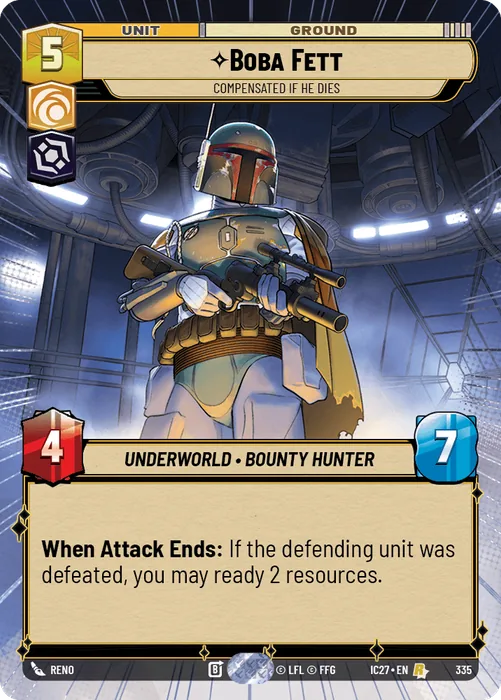 UNIT
GROUND
5
✧BOBA FETT
COMPENSATED IF HE DIES
4
7
UNDERWORLD • BOUNTY HUNTER
When Attack Ends: If the defending unit was
defeated, you may ready 2 resources.
RENO
B
© LFL © FFG
IC27•EN
R
335